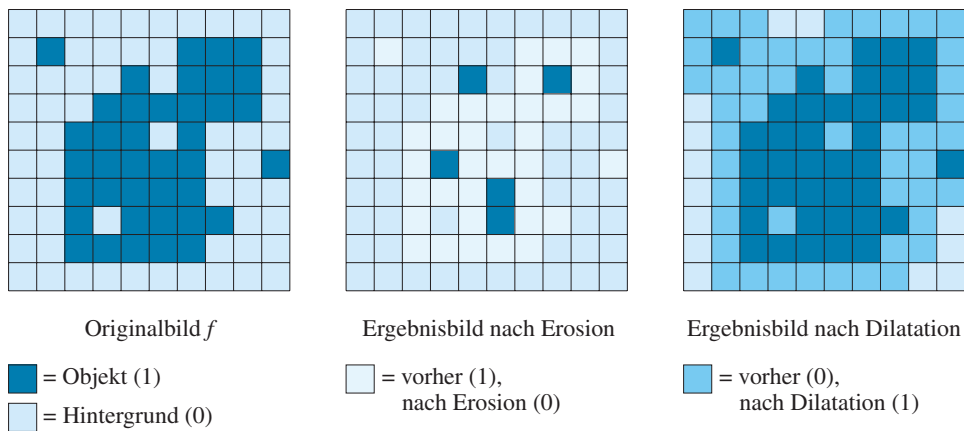 Originalbild f
= Objekt (1)
= Hintergrund (0)
Ergebnisbild nach Erosion
= vorher (1),
nach Erosion (0)
Ergebnisbild nach Dilatation
= vorher (0),
nach Dilatation (1)